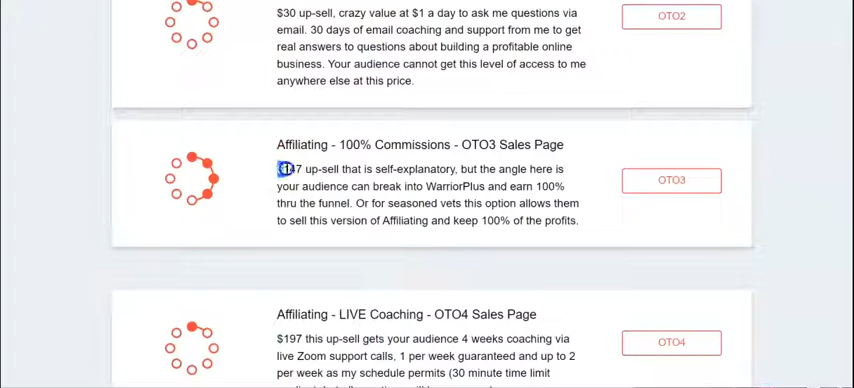 $30 up-sell, crazy value at $1 a day to ask me questions via
email. 30 days of email coaching and support from me to get
real answers to questions about building a profitable online
business. Your audience cannot get this level of access to me
anywhere else at this price.
OTO2
Affiliating - 100% Commissions - OTO3 Sales Page
$147 up-sell that is self-explanatory, but the angle here is
your audience can break into WarriorPlus and earn 100%
thru the funnel. Or for seasoned vets this option allows them
to sell this version of Affiliating and keep 100% of the profits.
OTO3
Affiliating - LIVE Coaching - OTO4 Sales Page
$197 this up-sell gets your audience 4 weeks coaching via
live Zoom support calls, 1 per week guaranteed and up to 2
per week as my schedule permits (30 minute time limit
OTO4